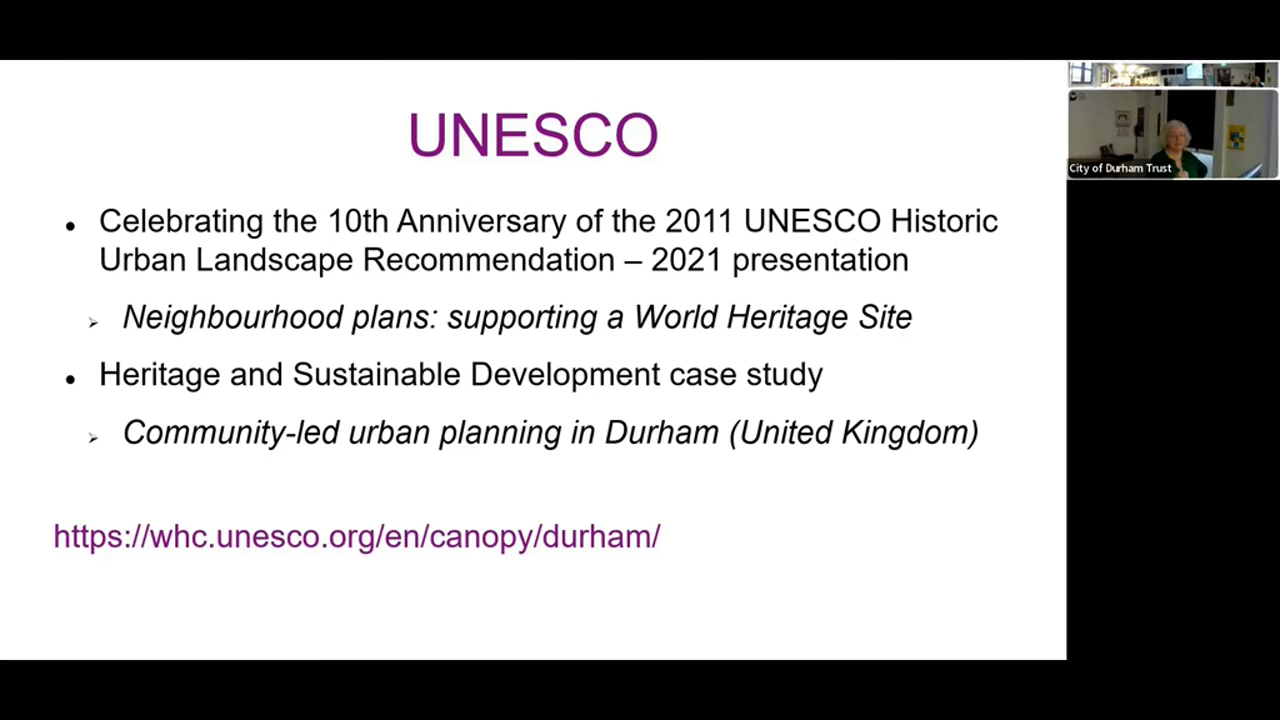 UNESCO
Celebrating the 10th Anniversary of the 2011 UNESCO Historic
Urban Landscape Recommendation – 2021 presentation
Neighbourhood plans: supporting a World Heritage Site
Heritage and Sustainable Development case study
Community-led urban planning in Durham (United Kingdom)
https://whc.unesco.org/en/canopy/durham/
City of Durham Trust